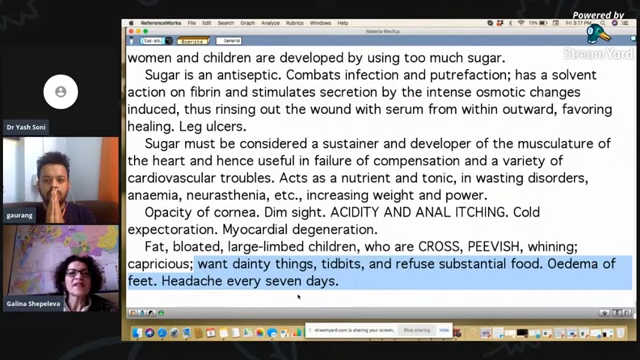 Powered by
StreamYard
ReferenceWorks File Edit Go Rubrics Windows Help
Materia Medica
General
women and children are developed by using too much sugar.
Sugar is an antiseptic. Combats infection and putrefaction; has a solvent
action on fibrin and stimulates secretion by the intense osmotic changes
induced, thus rinsing out the wound with serum from within outward, favoring
healing. Leg ulcers.
Sugar must be considered a sustainer and developer of the musculature of
the heart and hence useful in failure of compensation and a variety of
cardiovascular troubles. Acts as a nutrient and tonic, in wasting disorders,
anaemia, neurasthenia, etc., increasing weight and power.
Opacity of cornea. Dim sight. ACIDITY AND ANAL ITCHING. Cold
expectoration. Myocardial degeneration.
Fat, bloated, large-limbed children, who are CROSS, PEEVISH, whining;
capricious; want dainty things, tidbits, and refuse substantial food. Oedema of
feet. Headache every seven days.
Dr Yash Soni
gaurang
Galina Shepeleva
streamyard.com is sharing your screen.
Stop sharing